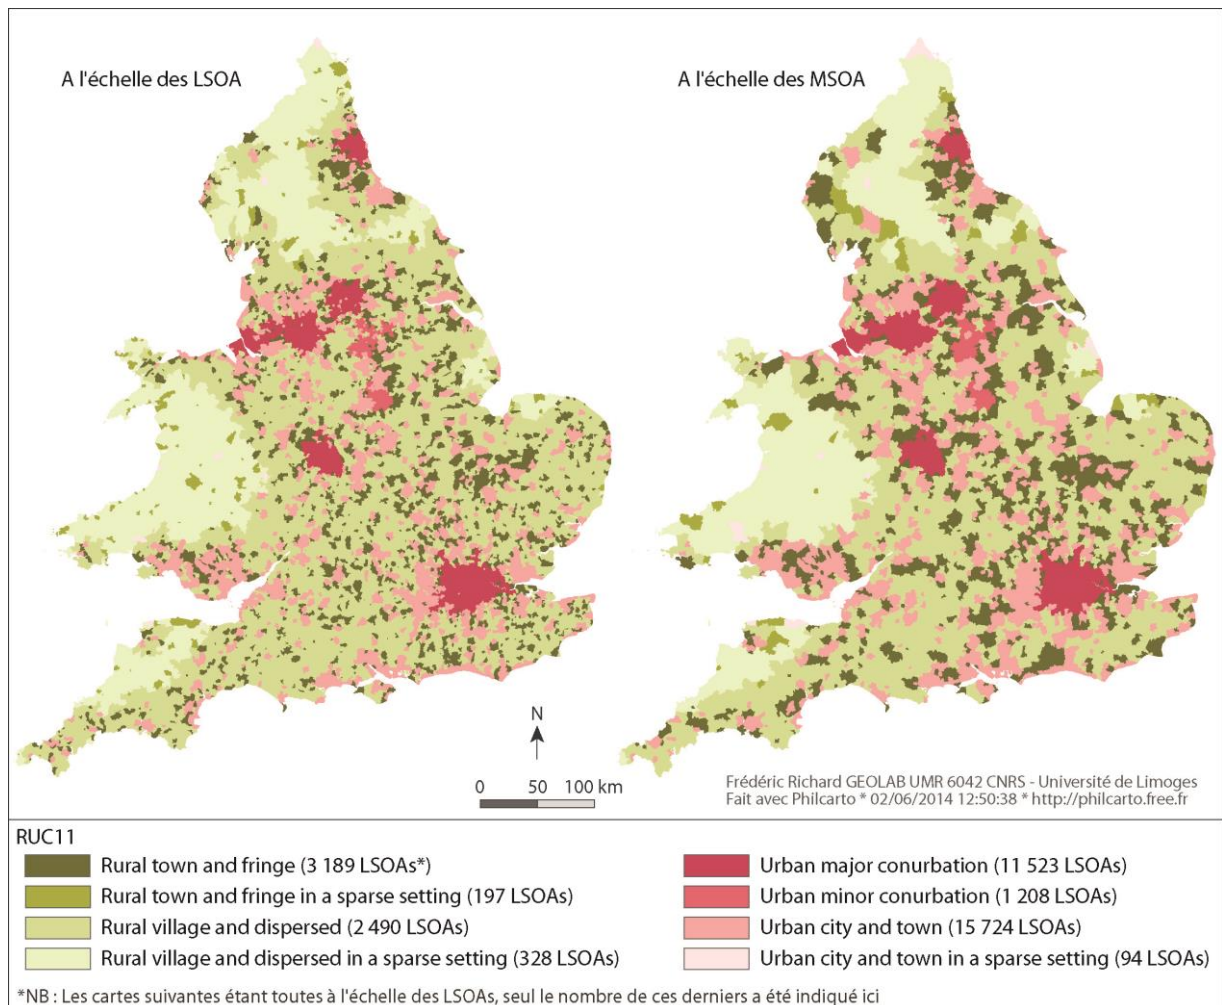 A l'échelle des LSOA
A l'échelle des MSOA
N
0 50 100 km
Frédéric Richard GEOLAB UMR 6042 CNRS - Université de Limoges
Fait avec Philcarto * 02/06/2014 12:50:38 * http://philcarto.free.fr
RUC11
Rural town and fringe (3 189 LSOAs*)
Rural town and fringe in a sparse setting (197 LSOAs)
Rural village and dispersed (2 490 LSOAs)
Rural village and dispersed in a sparse setting (328 LSOAs)
Urban major conurbation (11 523 LSOAs)
Urban minor conurbation (1 208 LSOAs)
Urban city and town (15 724 LSOAs)
Urban city and town in a sparse setting (94 LSOAs)
*NB : Les cartes suivantes étant toutes à l'échelle des LSOAs, seul le nombre de ces derniers a été indiqué ici